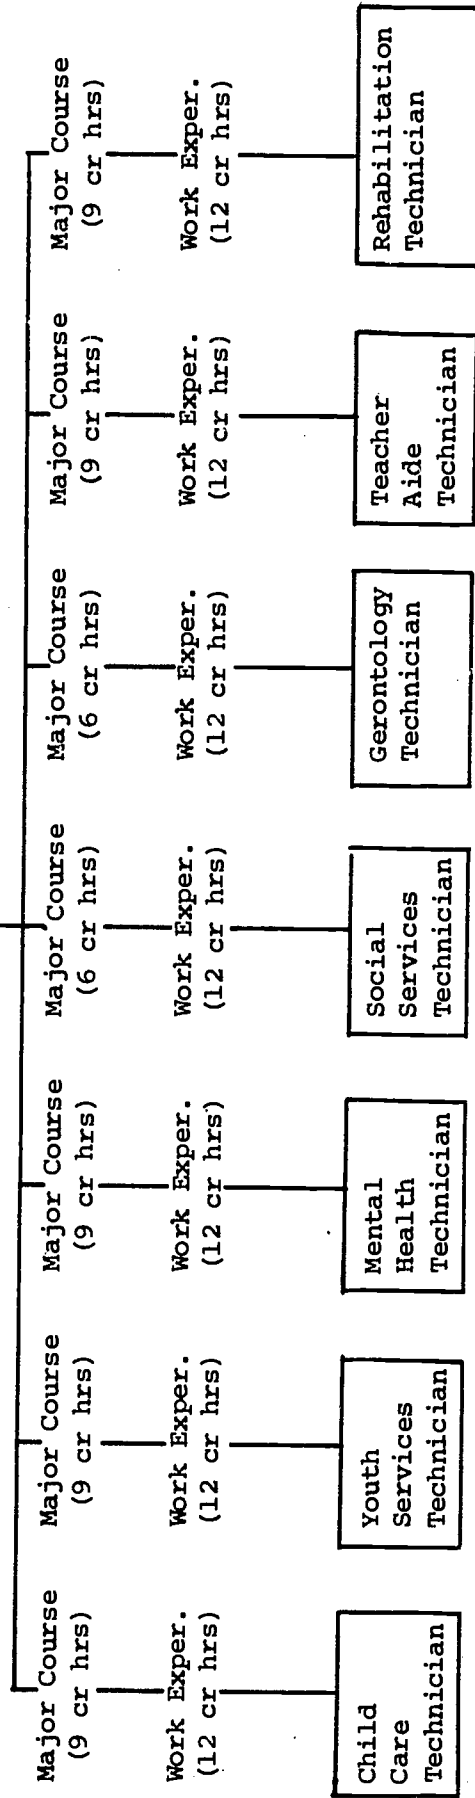 Major Course
(9 cr hrs)
Work Exper.
(12 cr hrs)
Child
Care
Technician
Major Course
(9 cr hrs)
Work Exper.
(12 cr hrs)
Youth
Services
Technician
Major Course
(9 cr hrs)
Work Exper.
(12 cr hrs)
Mental
Health
Technician
Major Course
(6 cr hrs)
Work Exper.
(12 cr hrs)
Social
Services
Technician
Major Course
(6 cr hrs)
Work Exper.
(12 cr hrs)
Gerontology
Technician
Major Course
(9 cr hrs)
Work Exper.
(12 cr hrs)
Teacher
Aide
Technician
Major Course
(9 cr hrs)
Work Exper.
(12 cr hrs)
Rehabilitation
Technician